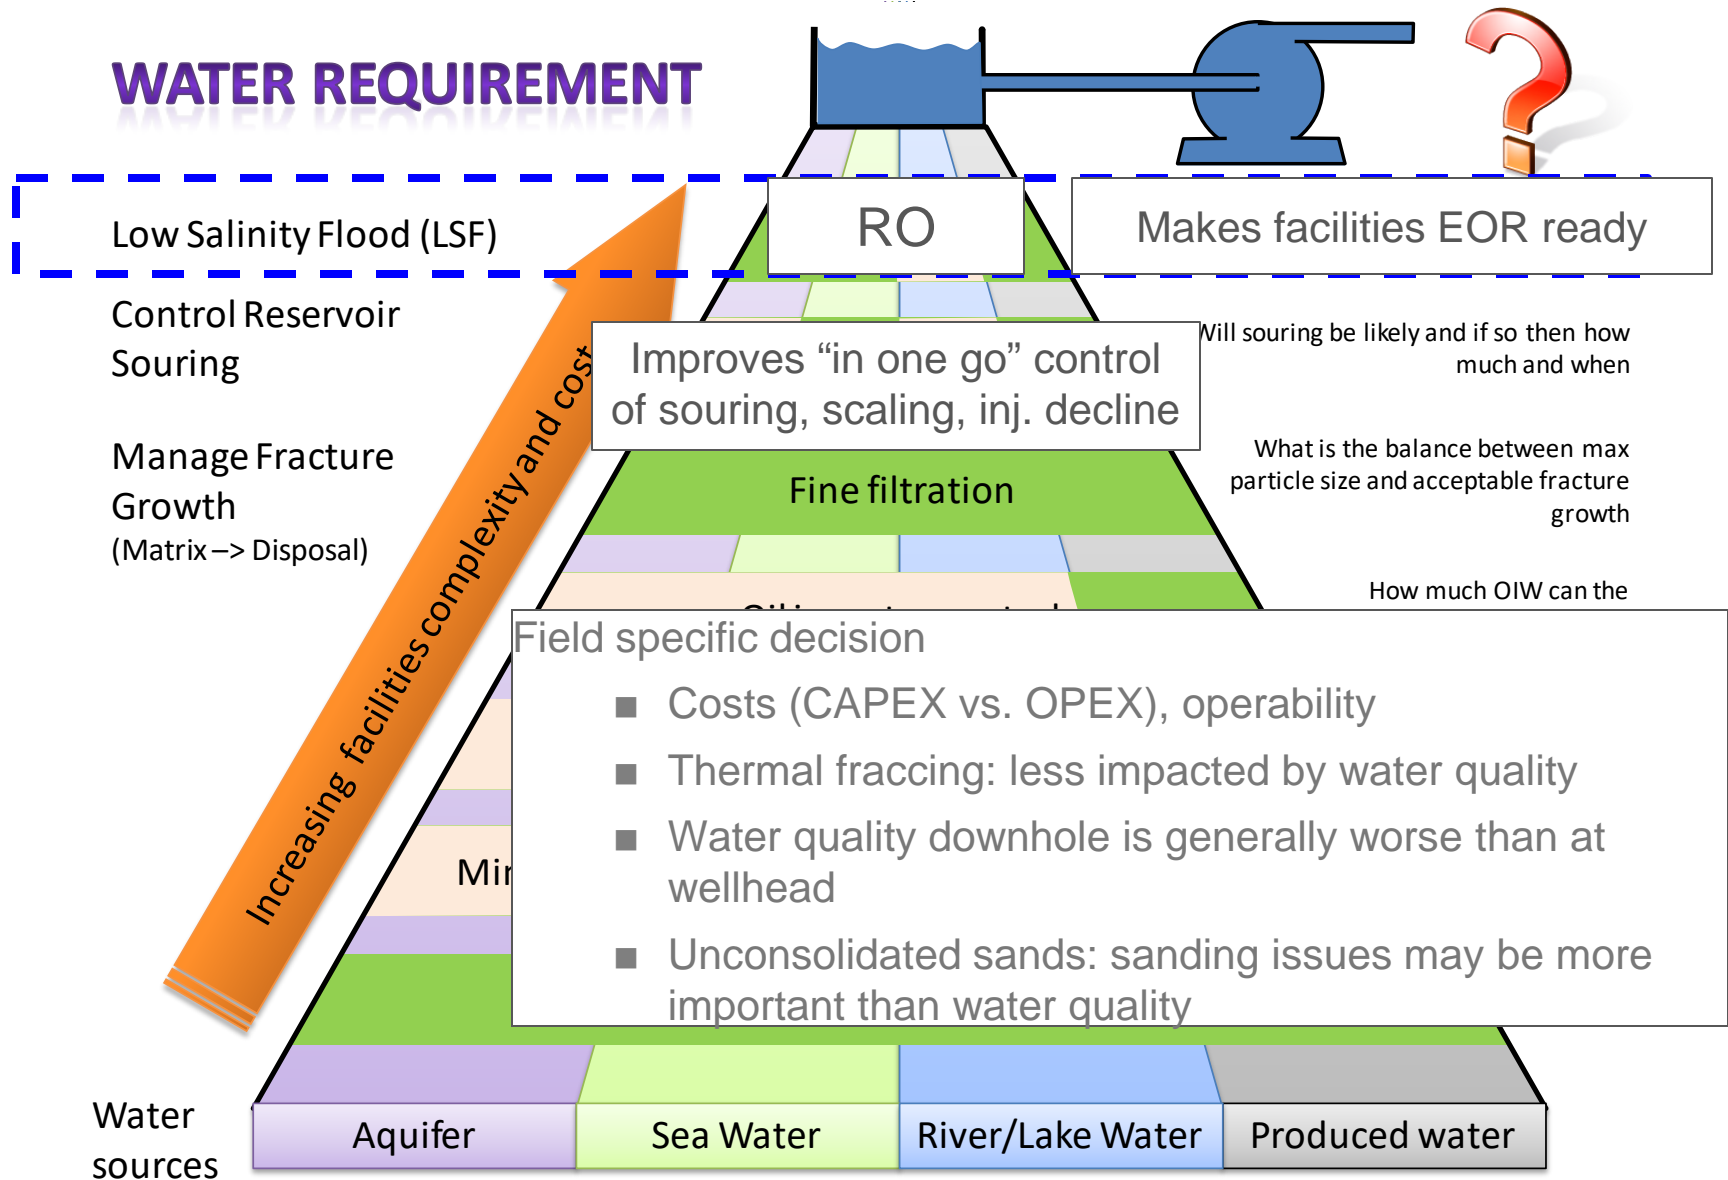 WATER REQUIREMENT
Low Salinity Flood (LSF)
RO
Makes facilities EOR ready
Control Reservoir
Souring
Will souring be likely and if so then how
much and when
Improves “in one go” control
of souring, scaling, inj. decline
Manage Fracture
Growth
(Matrix –> Disposal)
What is the balance between max
particle size and acceptable fracture
growth
Fine filtration
How much OIW can the
Increasing facilities complexity and cost
Field specific decision
■ Costs (CAPEX vs. OPEX), operability
■ Thermal fraccing: less impacted by water quality
■ Water quality downhole is generally worse than at
wellhead
■ Unconsolidated sands: sanding issues may be more
important than water quality
Water
sources
Aquifer
Sea Water
River/Lake Water
Produced water